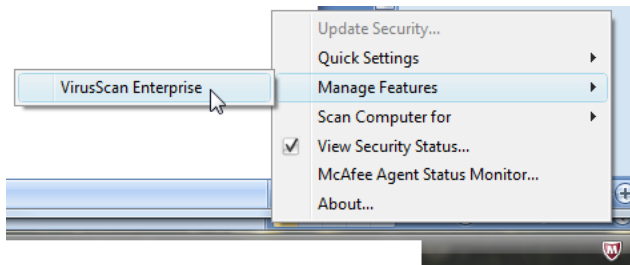 Update Security...
Quick Settings
VirusScan Enterprise
Manage Features
Scan Computer for
View Security Status...
McAfee Agent Status Monitor...
About...